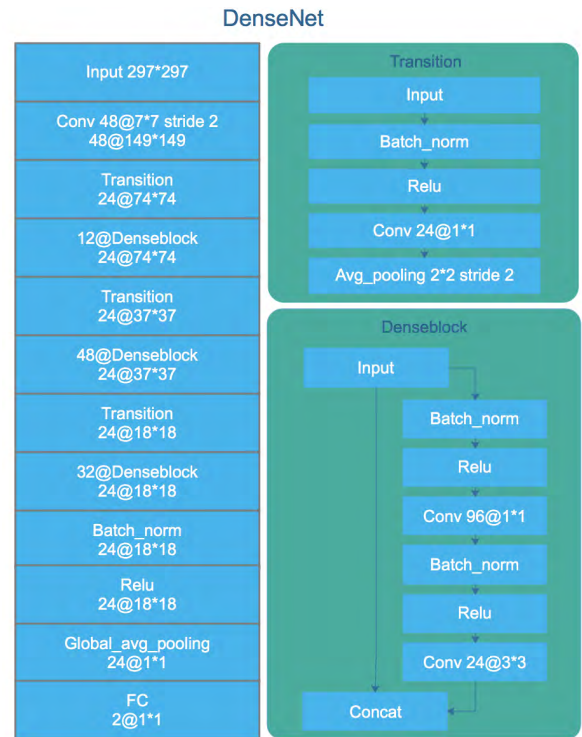 DenseNet
Input 297*297
Conv 48@7*7 stride 2
48@149*149
Transition
24@74*74
12@Denseblock
24@74*74
Transition
24@37*37
48@Denseblock
24@37*37
Transition
24@18*18
32@Denseblock
24@18*18
Batch_norm
24@18*18
Relu
24@18*18
Global_avg_pooling
24@1*1
FC
2@1*1
Transition
Input
Batch_norm
Relu
Conv 24@1*1
Avg_pooling 2*2 stride 2
Denseblock
Input
Batch_norm
Relu
Conv 96@1*1
Batch_norm
Relu
Conv 24@3*3
Concat